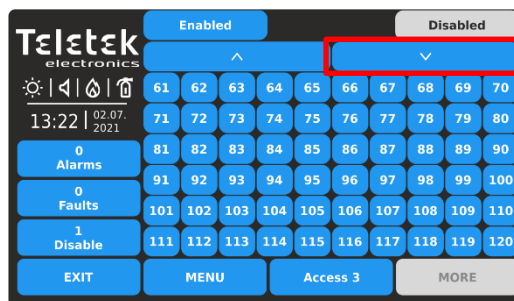 Teletek
electronics
Enabled
Disabled
13:22
02.07.
2021
0
Alarms
0
Faults
1
Disable
61 62 63 64 65 66 67 68 69 70
71 72 73 74 75 76 77 78 79 80
81 82 83 84 85 86 87 88 89 90
91 92 93 94 95 96 97 98 99 100
101 102 103 104 105 106 107 108 109 110
111 112 113 114 115 116 117 118 119 120
EXIT MENU Access 3 MORE